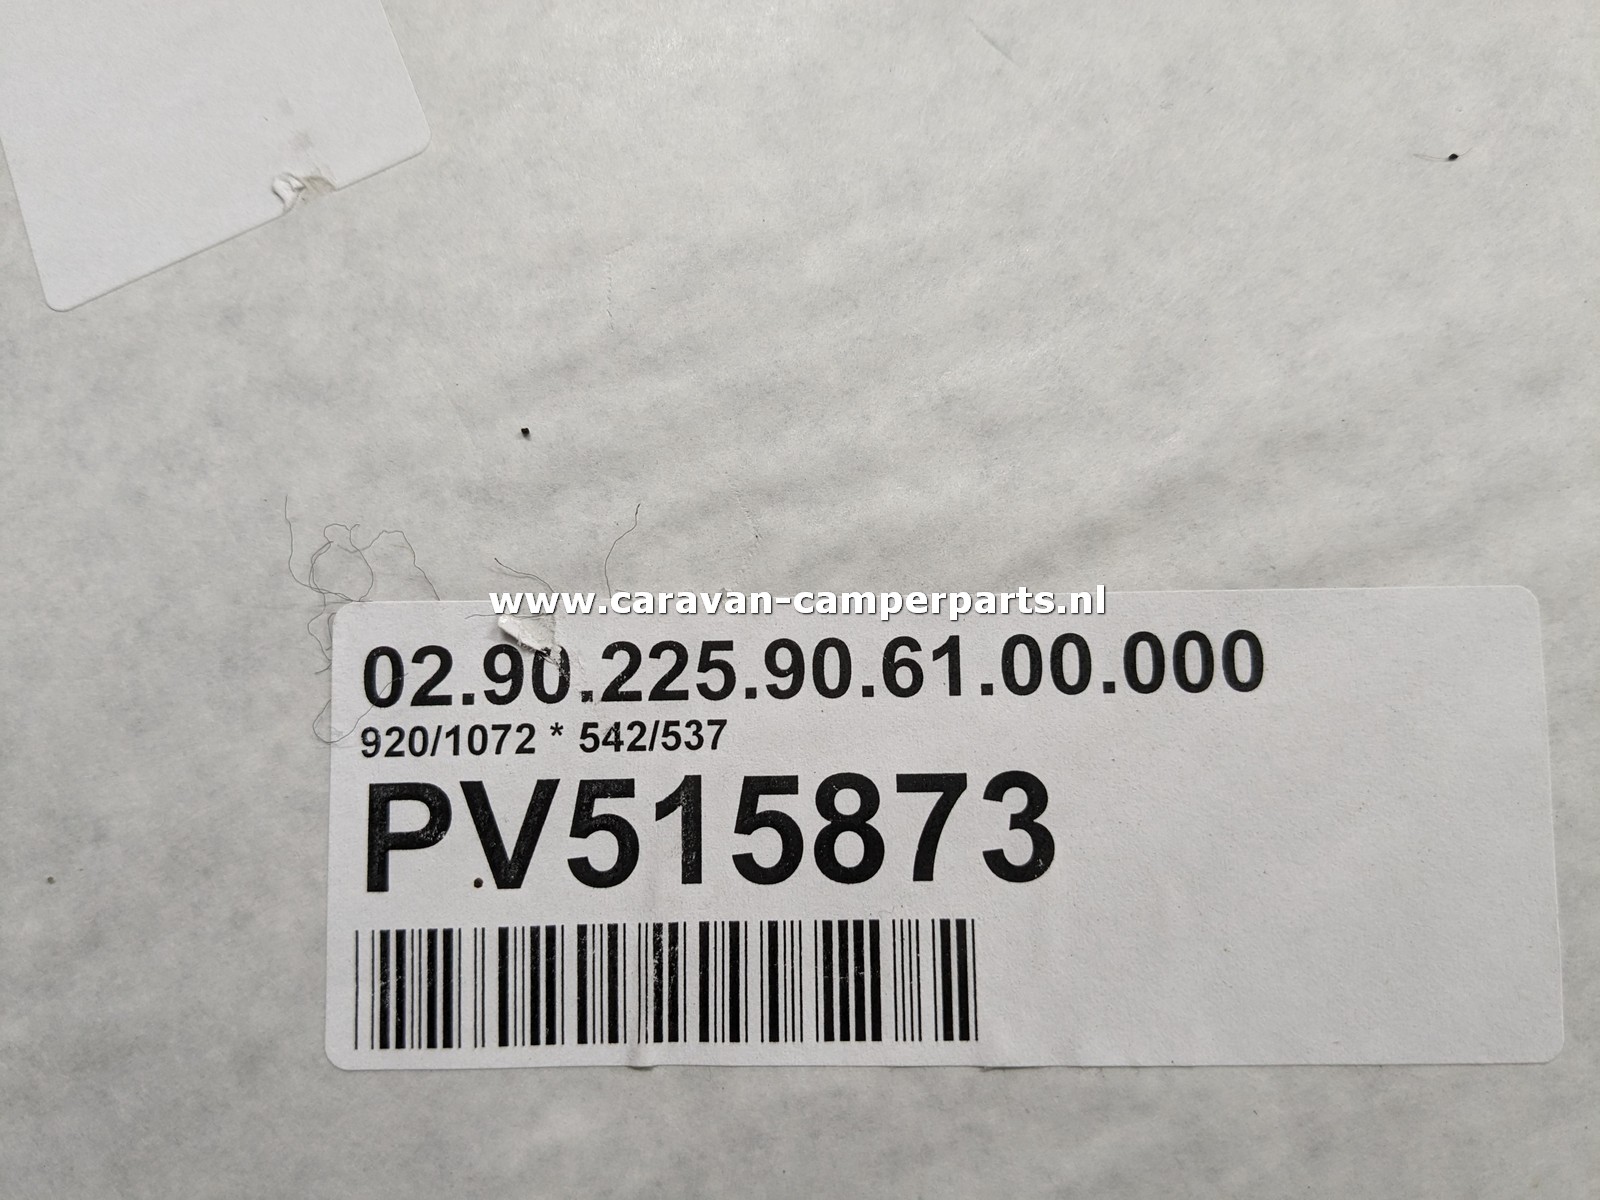 www.caravan-camperparts.nl
02.90.225.90.61.00.000
920/1072 * 542/537
PV515873